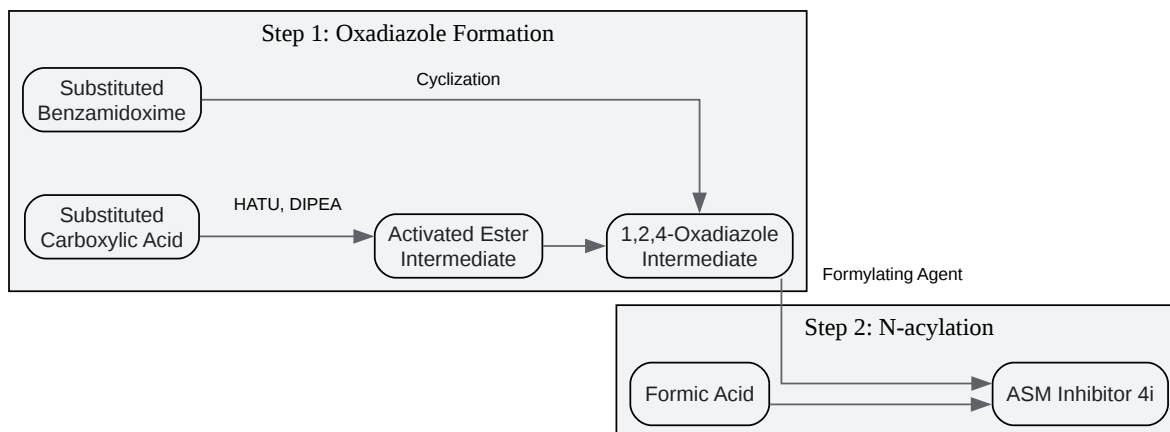 Step 1: Oxadiazole Formation
Substituted
Benzamidoxime
Cyclization
Substituted
Carboxylic Acid
HATU, DIPEA
Activated Ester
Intermediate
1,2,4-Oxadiazole
Intermediate
Formylating Agent
Step 2: N-acylation
Formic Acid
ASM Inhibitor 4i